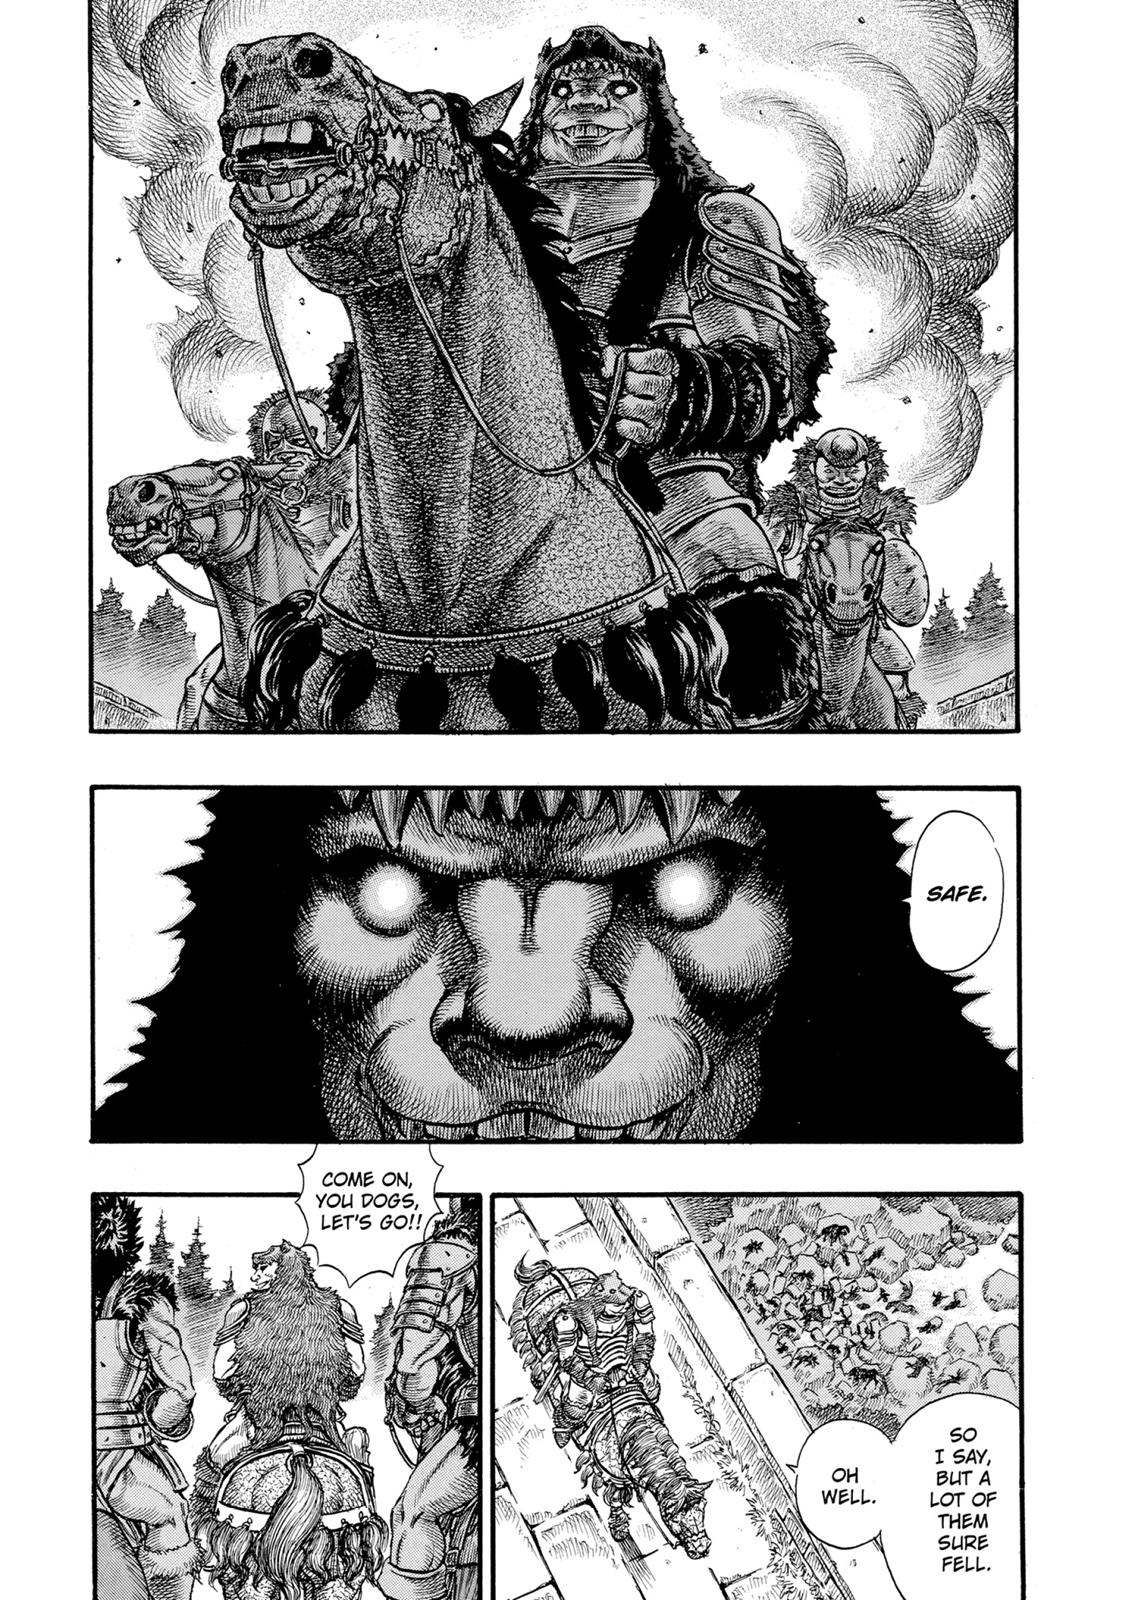 SAFE.
COME ON,
YOU DOGS,
LET'S GO!!
SO
I SAY,
BUT A
LOT OF
THEM
SURE
FELL.
OH
WELL.